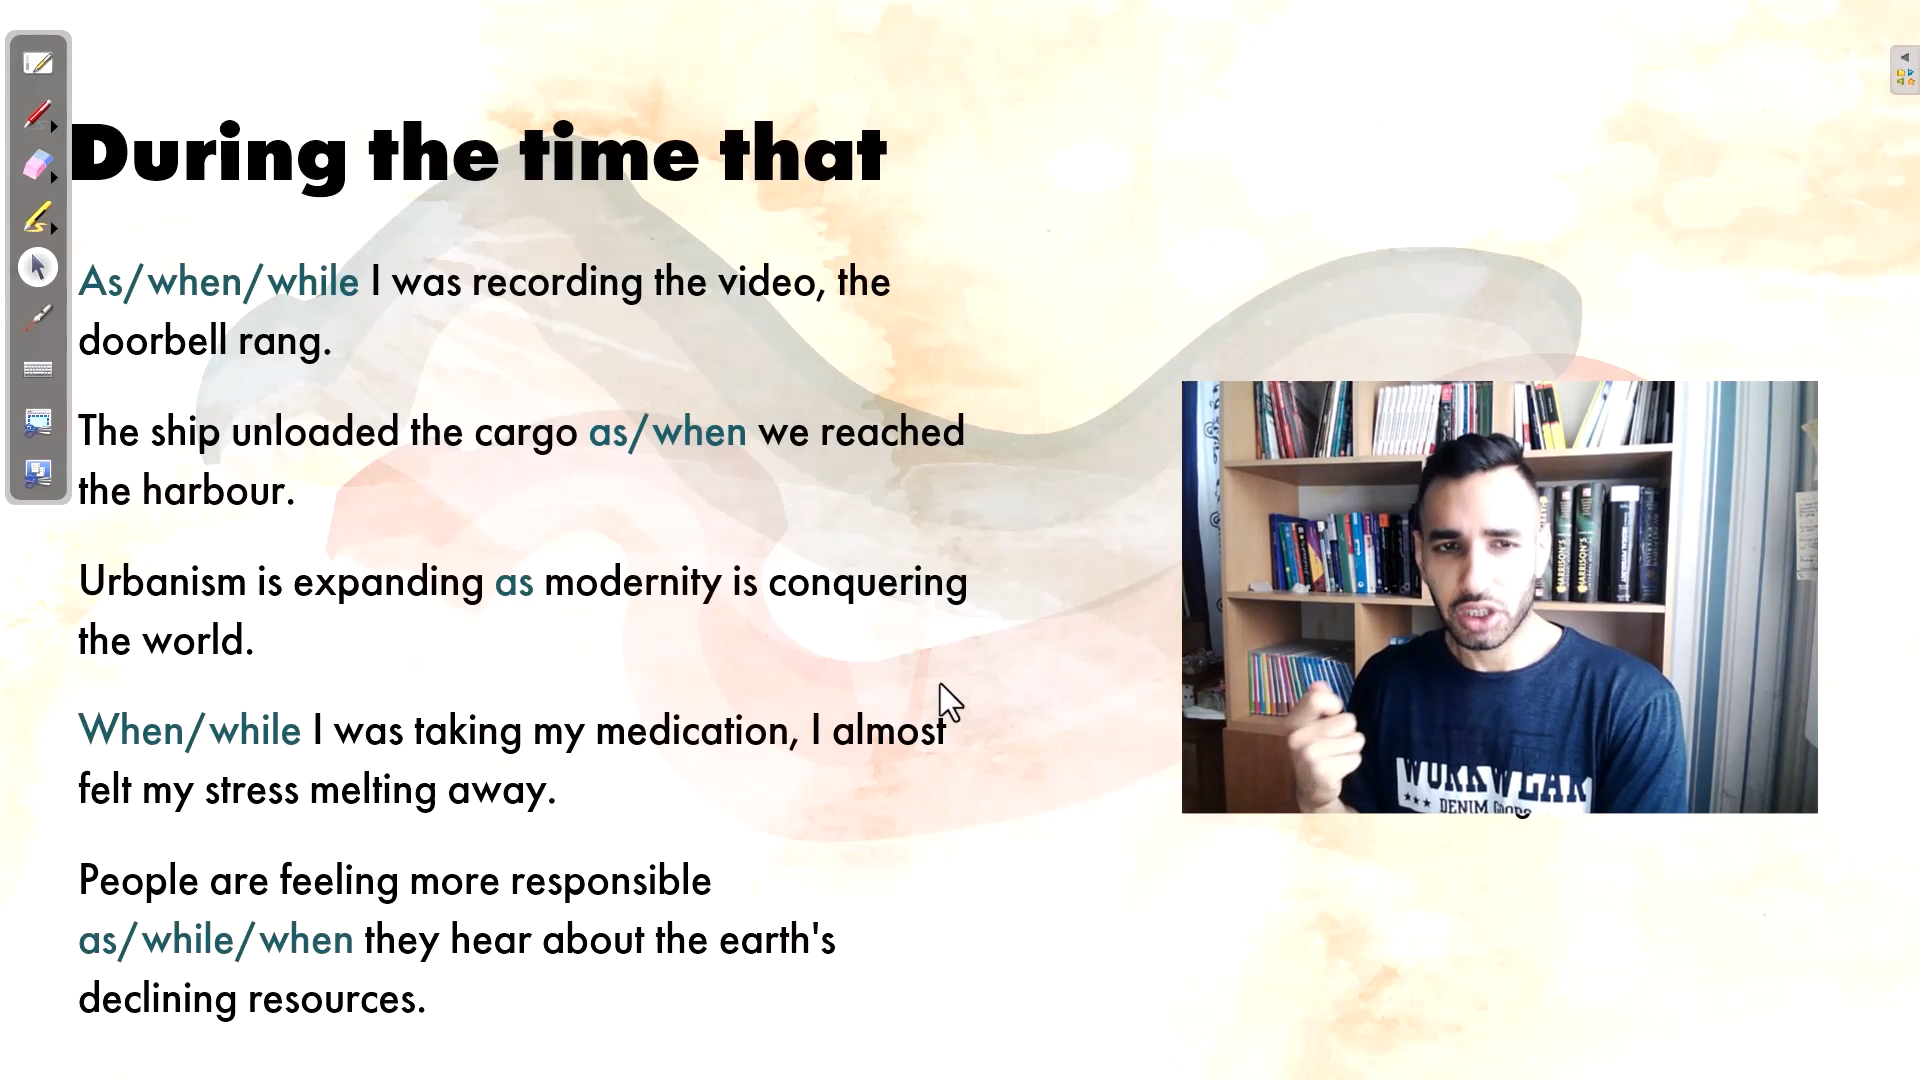 During the time that
As/when/while I was recording the video, the
doorbell rang.
The ship unloaded the cargo as/when we reached
the harbour.
Urbanism is expanding as modernity is conquering
the world.
When/while I was taking my medication, I almost
felt my stress melting away.
People are feeling more responsible
as/while/when they hear about the earth's
declining resources.
HARRISON'S
HARRISON'S
WORKWEAR
DENIM GOODS